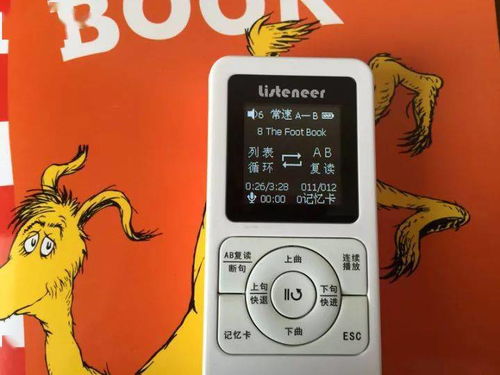 BOOK
Listeneer
6 常速 A—B
8 The Foot Book
列表 AB
循环 复读
0:26/3:28 011/012
00:00 0记忆卡
AB复读
断句
上曲
连续
播放
上句
快退
下句
快进
下曲
记忆卡
ESC